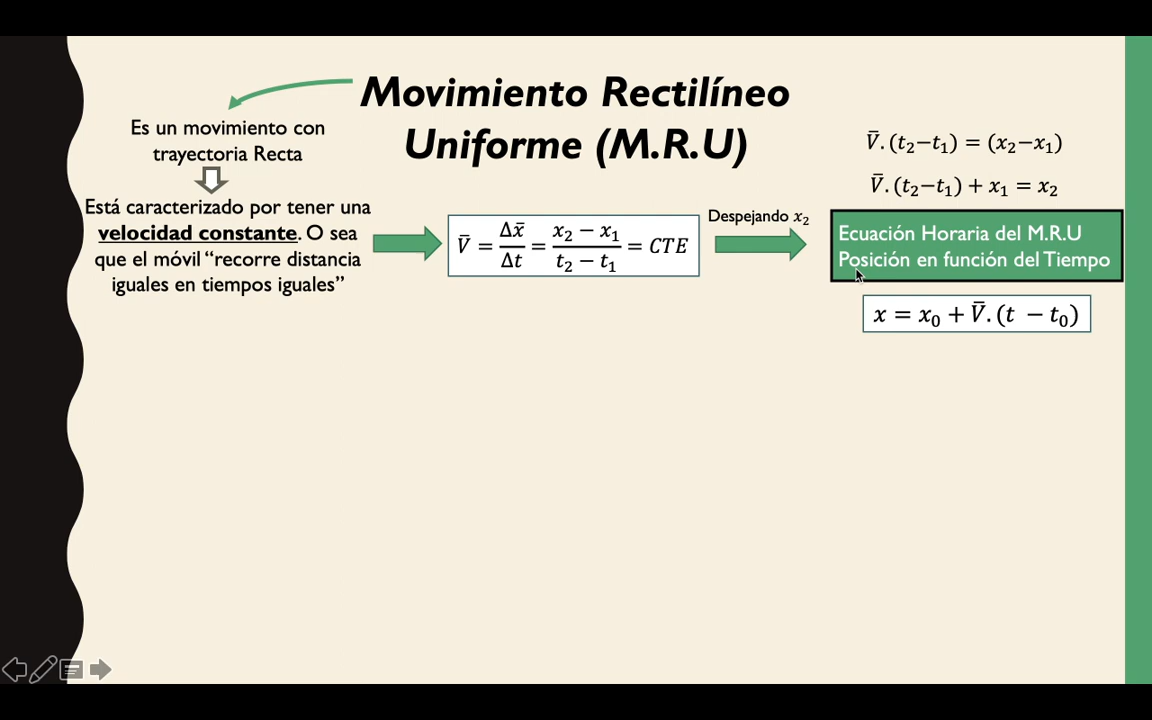 Movimiento Rectilíneo
Uniforme (M.R.U)
Es un movimiento con
trayectoria Recta
Está caracterizado por tener una
velocidad constante. O sea
que el móvil “recorre distancia
iguales en tiempos iguales”
V̄ = Δx̄/Δt = (x₂ − x₁)/(t₂ − t₁) = CTE
Despejando x₂
V̄.(t₂−t₁) = (x₂−x₁)
V̄.(t₂−t₁) + x₁ = x₂
Ecuación Horaria del M.R.U
Posición en función del Tiempo
x = x₀ + V̄.(t − t₀)